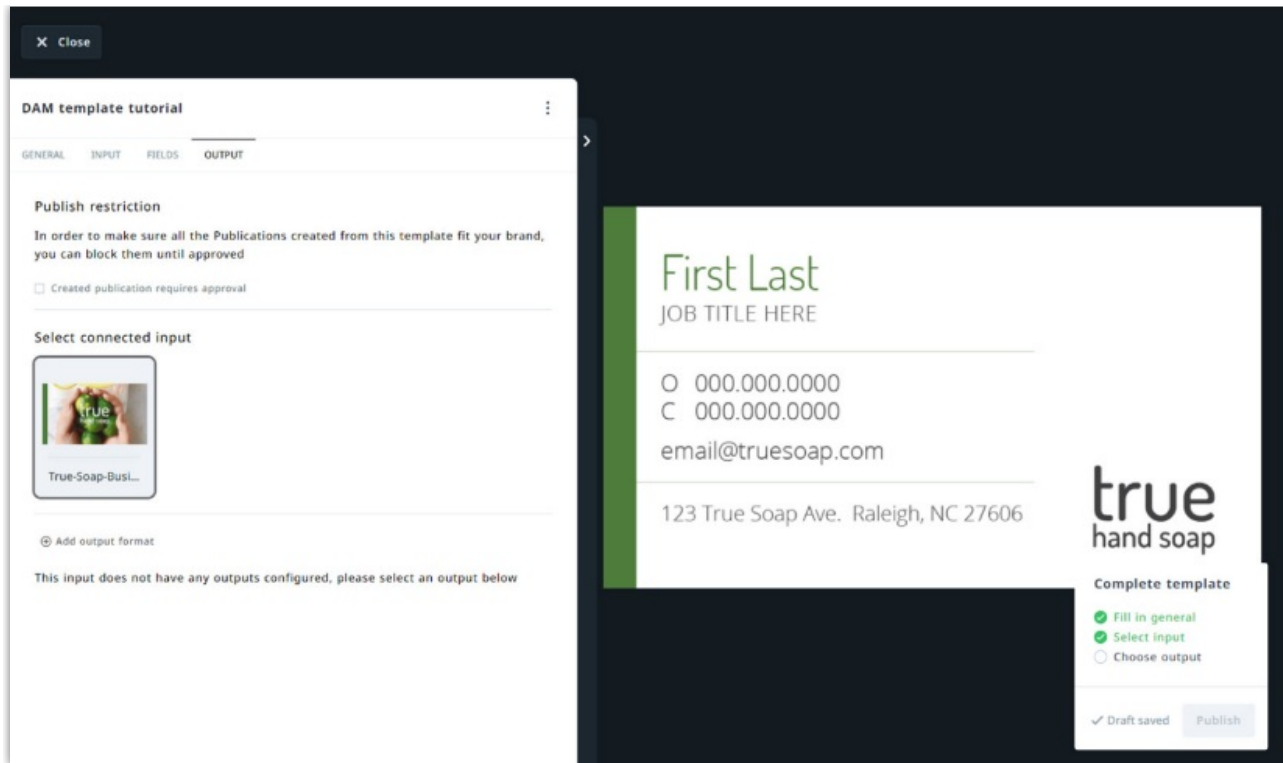 Close
DAM template tutorial
GENERAL INPUT FIELDS OUTPUT
Publish restriction
In order to make sure all the Publications created from this template fit your brand,
you can block them until approved
Created publication requires approval
Select connected input
true
True-Soap-Busi...
Add output format
This input does not have any outputs configured, please select an output below
First Last
JOB TITLE HERE
O 000.000.0000
C 000.000.0000
email@truesoap.com
123 True Soap Ave. Raleigh, NC 27606
true
hand soap
Complete template
Fill in general
Select input
Choose output
Draft saved Publish